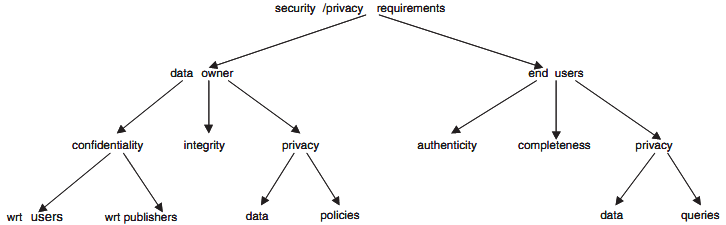 security /privacy requirements
data owner
end users
confidentiality
integrity
privacy
authenticity
completeness
privacy
wrt users
wrt publishers
data
policies
data
queries